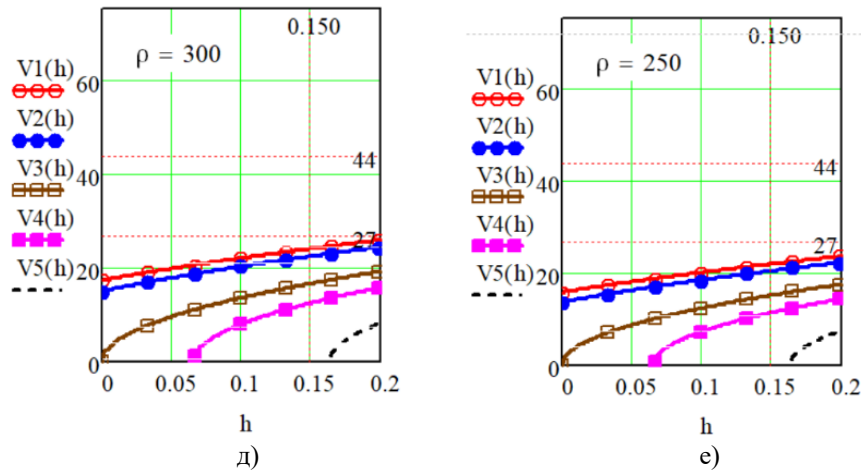 0.150
ρ = 300
V1(h)
V2(h)
V3(h)
V4(h)
V5(h)
60
44
40
27
20
0
0 0.05 0.1 0.15 0.2
h
д)
0.150
ρ = 250
V1(h)
V2(h)
V3(h)
V4(h)
V5(h)
60
44
40
27
20
0
0 0.05 0.1 0.15 0.2
h
е)